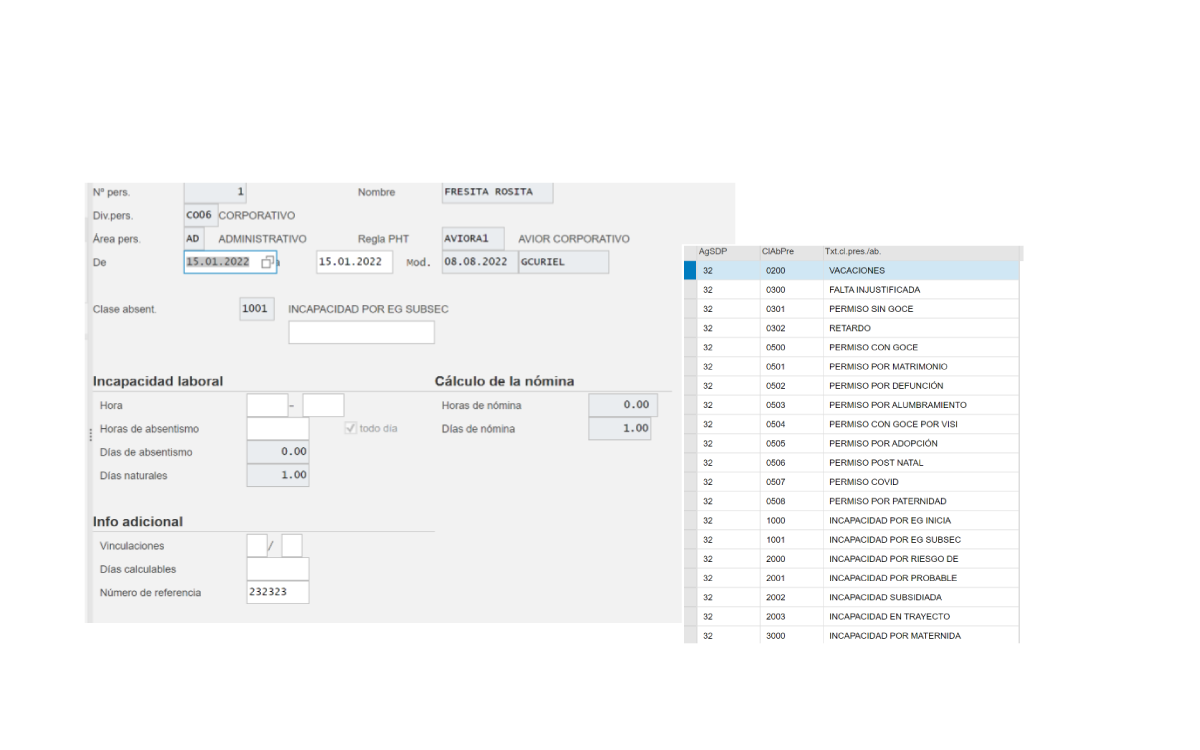 Nº pers. 1 Nombre FRESITA ROSITA
Div.pers. CO06 CORPORATIVO
Área pers. AD ADMINISTRATIVO Regla PHT AVIORA1 AVIOR CORPORATIVO
De 15.01.2022 15.01.2022 Mod. 08.08.2022 GCURIEL
Clase absent. 1001 INCAPACIDAD POR EG SUBSEC
Incapacidad laboral Cálculo de la nómina
Hora - Horas de nómina 0.00
Horas de absentismo todo día Días de nómina 1.00
Días de absentismo 0.00
Días naturales 1.00
Info adicional
Vinculaciones /
Días calculables
Número de referencia 232323
AgSDP ClAbPre Txt.cl.pres./ab.
32 0200 VACACIONES
32 0300 FALTA INJUSTIFICADA
32 0301 PERMISO SIN GOCE
32 0302 RETARDO
32 0500 PERMISO CON GOCE
32 0501 PERMISO POR MATRIMONIO
32 0502 PERMISO POR DEFUNCIÓN
32 0503 PERMISO POR ALUMBRAMIENTO
32 0504 PERMISO CON GOCE POR VISI
32 0505 PERMISO POR ADOPCIÓN
32 0506 PERMISO POST NATAL
32 0507 PERMISO COVID
32 0508 PERMISO POR PATERNIDAD
32 1000 INCAPACIDAD POR EG INICIA
32 1001 INCAPACIDAD POR EG SUBSEC
32 2000 INCAPACIDAD POR RIESGO DE
32 2001 INCAPACIDAD POR PROBABLE
32 2002 INCAPACIDAD SUBSIDIADA
32 2003 INCAPACIDAD EN TRAYECTO
32 3000 INCAPACIDAD POR MATERNIDA